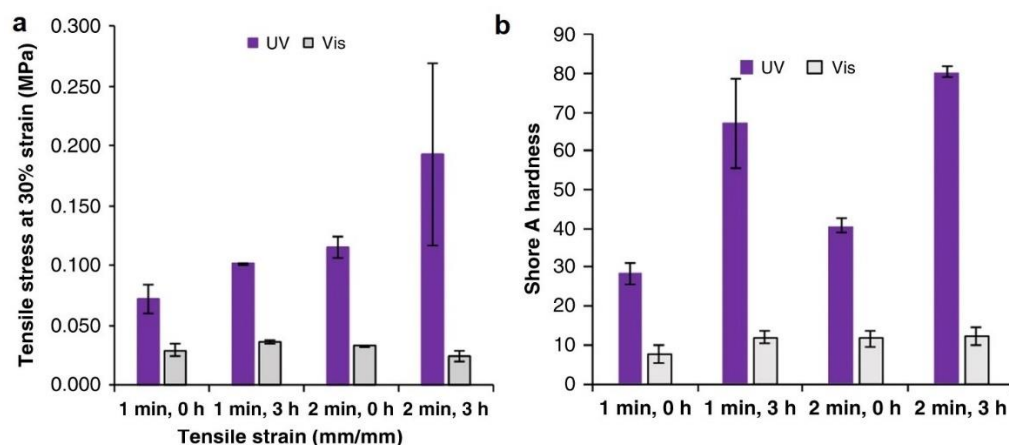 a
Tensile stress at 30% strain (MPa)
0.300
0.250
0.200
0.150
0.100
0.050
0.000
UV Vis
1 min, 0 h 1 min, 3 h 2 min, 0 h 2 min, 3 h
Tensile strain (mm/mm)
b
Shore A hardness
90
80
70
60
50
40
30
20
10
0
UV Vis
1 min, 0 h 1 min, 3 h 2 min, 0 h 2 min, 3 h